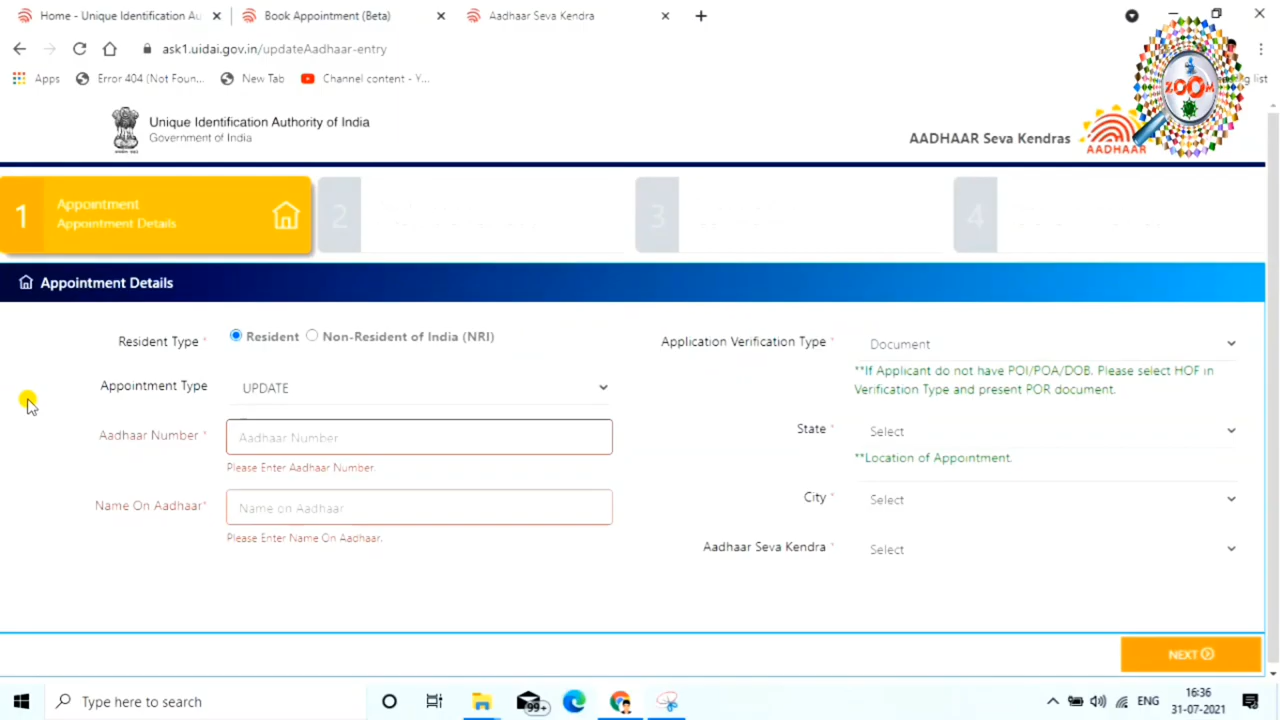 Home - Unique Identification Au
Book Appointment (Beta)
Aadhaar Seva Kendra
ask1.uidai.gov.in/updateAadhaar-entry
Apps
Error 404 (Not Foun...
New Tab
Channel content - Y...
g list
ZOOM
Unique Identification Authority of India
Government of India
AADHAAR Seva Kendras
AADHAAR
1
Appointment
Appointment Details
2
3
4
Appointment Details
Resident Type *
Resident
Non-Resident of India (NRI)
Appointment Type
UPDATE
Aadhaar Number *
Aadhaar Number
Please Enter Aadhaar Number
Name On Aadhaar*
Name on Aadhaar
Please Enter Name On Aadhaar.
Application Verification Type *
Document
**If Applicant do not have POI/POA/DOB. Please select HOF in
Verification Type and present POR document.
State *
Select
**Location of Appointment.
City *
Select
Aadhaar Seva Kendra *
Select
NEXT
Type here to search
99+
ENG
16:36
31-07-2021